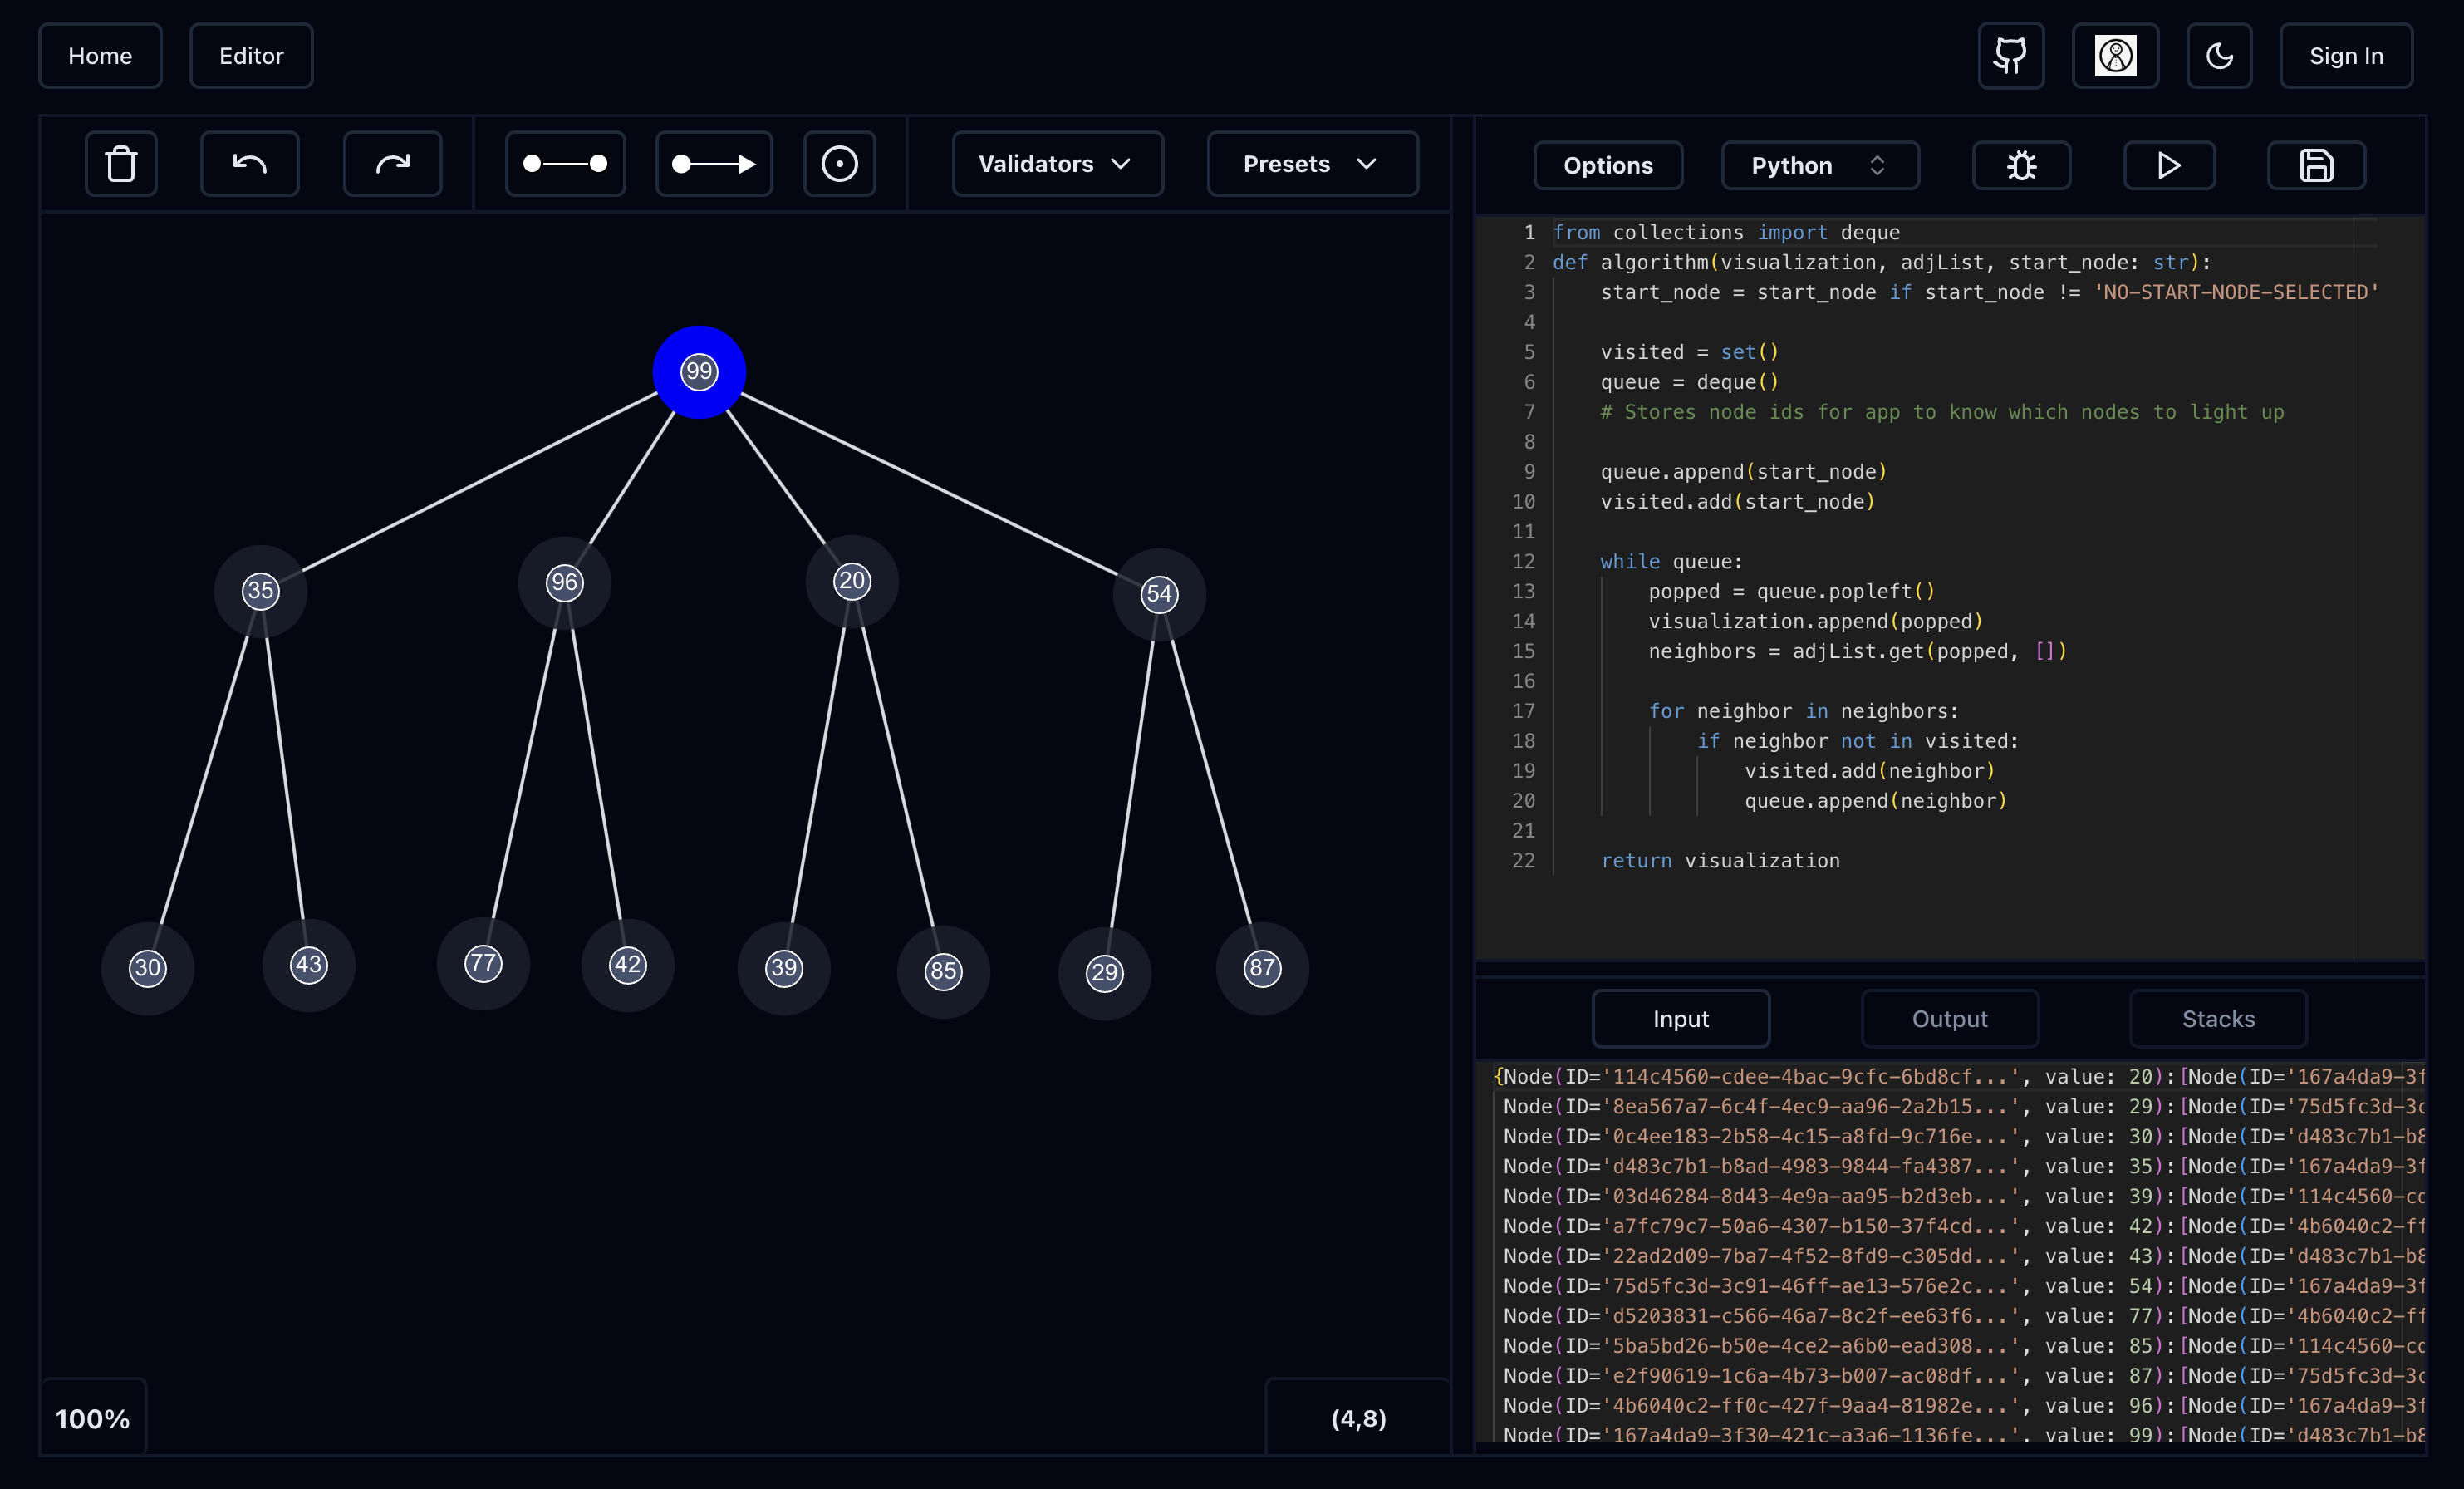 Home
Editor
Sign In
Validators
Presets
Options
Python
99
35
96
20
54
30
43
77
42
39
85
29
87
100%
(4,8)
1 from collections import deque
2 def algorithm(visualization, adjList, start_node: str):
3 start_node = start_node if start_node != 'NO-START-NODE-SELECTED'
4
5 visited = set()
6 queue = deque()
7 # Stores node ids for app to know which nodes to light up
8
9 queue.append(start_node)
10 visited.add(start_node)
11
12 while queue:
13 popped = queue.popleft()
14 visualization.append(popped)
15 neighbors = adjList.get(popped, [])
16
17 for neighbor in neighbors:
18 if neighbor not in visited:
19 visited.add(neighbor)
20 queue.append(neighbor)
21
22 return visualization
Input
Output
Stacks
{Node(ID='114c4560-cdee-4bac-9cfc-6bd8cf...', value: 20):[Node(ID='167a4da9-3f
Node(ID='8ea567a7-6c4f-4ec9-aa96-2a2b15...', value: 29):[Node(ID='75d5fc3d-3c
Node(ID='0c4ee183-2b58-4c15-a8fd-9c716e...', value: 30):[Node(ID='d483c7b1-b8
Node(ID='d483c7b1-b8ad-4983-9844-fa4387...', value: 35):[Node(ID='167a4da9-3f
Node(ID='03d46284-8d43-4e9a-aa95-b2d3eb...', value: 39):[Node(ID='114c4560-cd
Node(ID='a7fc79c7-50a6-4307-b150-37f4cd...', value: 42):[Node(ID='4b6040c2-ff
Node(ID='22ad2d09-7ba7-4f52-8fd9-c305dd...', value: 43):[Node(ID='d483c7b1-b8
Node(ID='75d5fc3d-3c91-46ff-ae13-576e2c...', value: 54):[Node(ID='167a4da9-3f
Node(ID='d5203831-c566-46a7-8c2f-ee63f6...', value: 77):[Node(ID='4b6040c2-ff
Node(ID='5ba5bd26-b50e-4ce2-a6b0-ead308...', value: 85):[Node(ID='114c4560-cd
Node(ID='e2f90619-1c6a-4b73-b007-ac08df...', value: 87):[Node(ID='75d5fc3d-3c
Node(ID='4b6040c2-ff0c-427f-9aa4-81982e...', value: 96):[Node(ID='167a4da9-3f
Node(ID='167a4da9-3f30-421c-a3a6-1136fe...', value: 99):[Node(ID='d483c7b1-b8